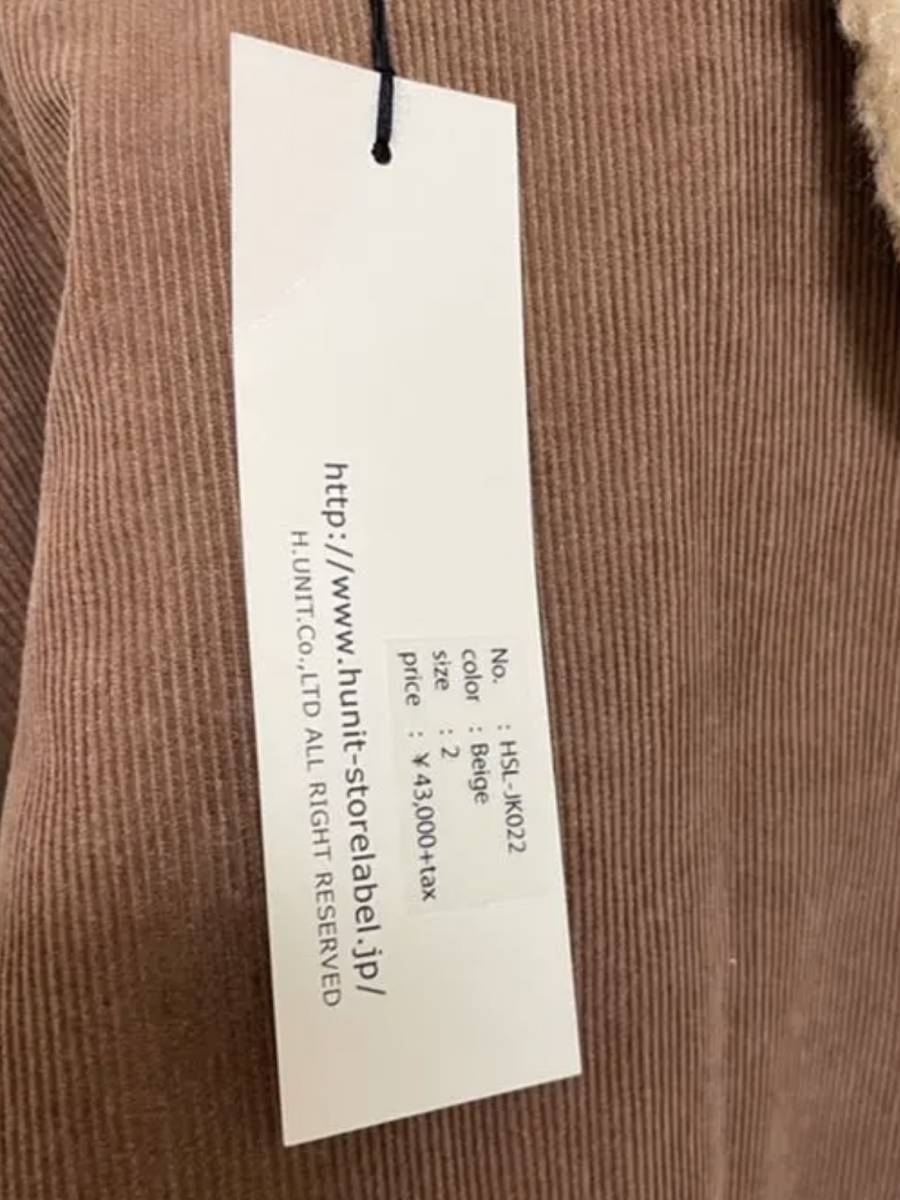 No. : HSL-JK022
color : Beige
size : 2
price : ¥43,000+tax
http://www.hunit-storelabel.jp/
H.UNIT.Co.,LTD ALL RIGHT RESERVED